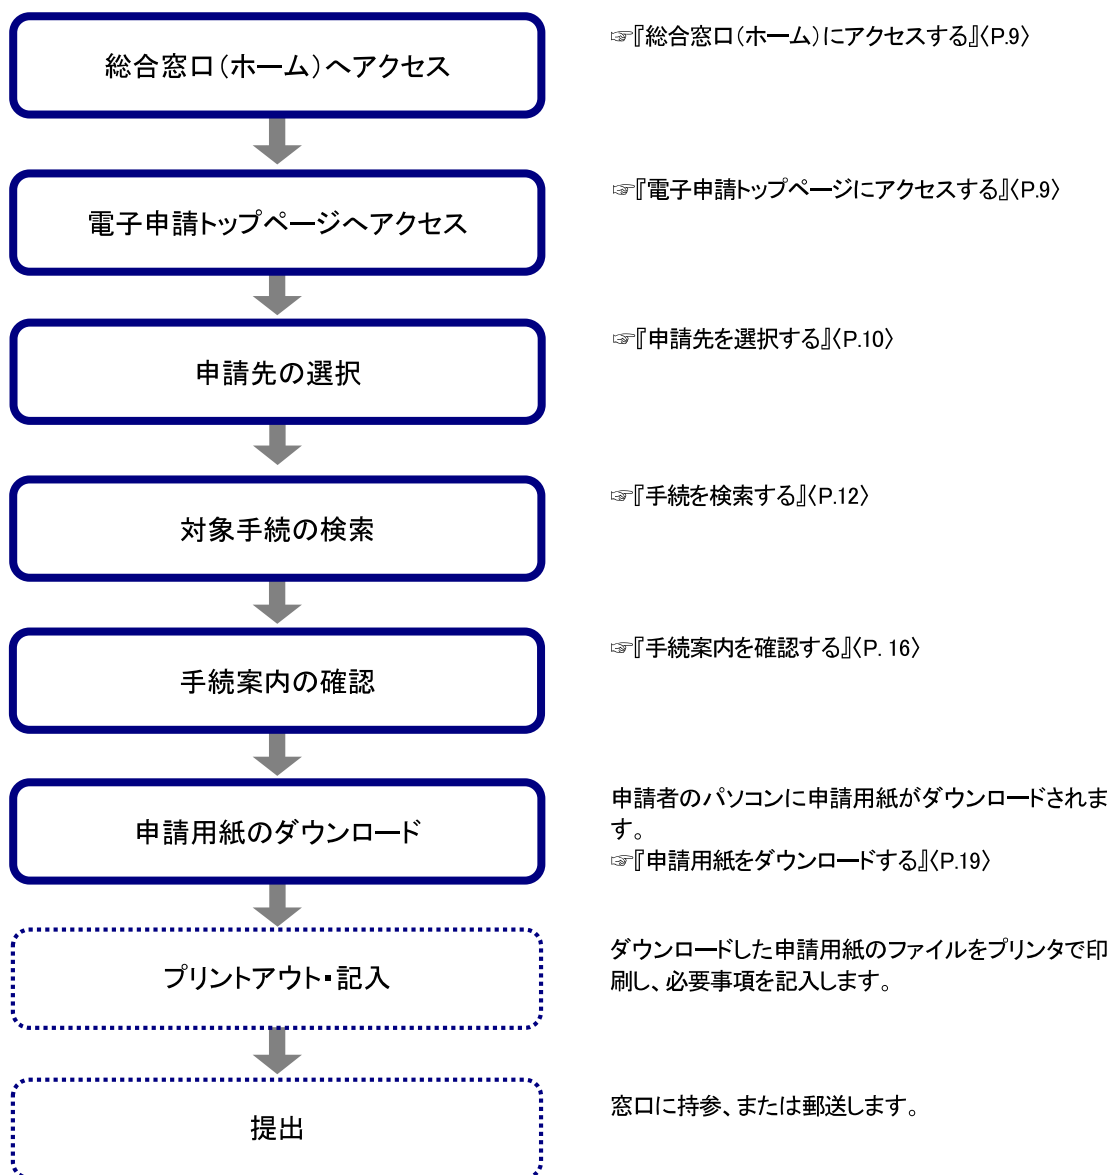 総合窓口(ホーム)へアクセス
☞『総合窓口(ホーム)にアクセスする』〈P.9〉
電子申請トップページへアクセス
☞『電子申請トップページにアクセスする』〈P.9〉
申請先の選択
☞『申請先を選択する』〈P.10〉
対象手続の検索
☞『手続を検索する』〈P.12〉
手続案内の確認
☞『手続案内を確認する』〈P. 16〉
申請用紙のダウンロード
申請者のパソコンに申請用紙がダウンロードされま
す。
☞『申請用紙をダウンロードする』〈P.19〉
プリントアウト・記入
ダウンロードした申請用紙のファイルをプリンタで印
刷し、必要事項を記入します。
提出
窓口に持参、または郵送します。